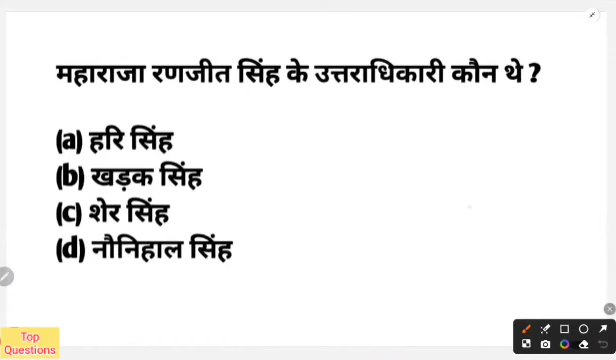 महाराजा रणजीत सिंह के उत्तराधिकारी कौन थे ?
(a) हरि सिंह
(b) खड़क सिंह
(c) शेर सिंह
(d) नौनिहाल सिंह
Top
Questions